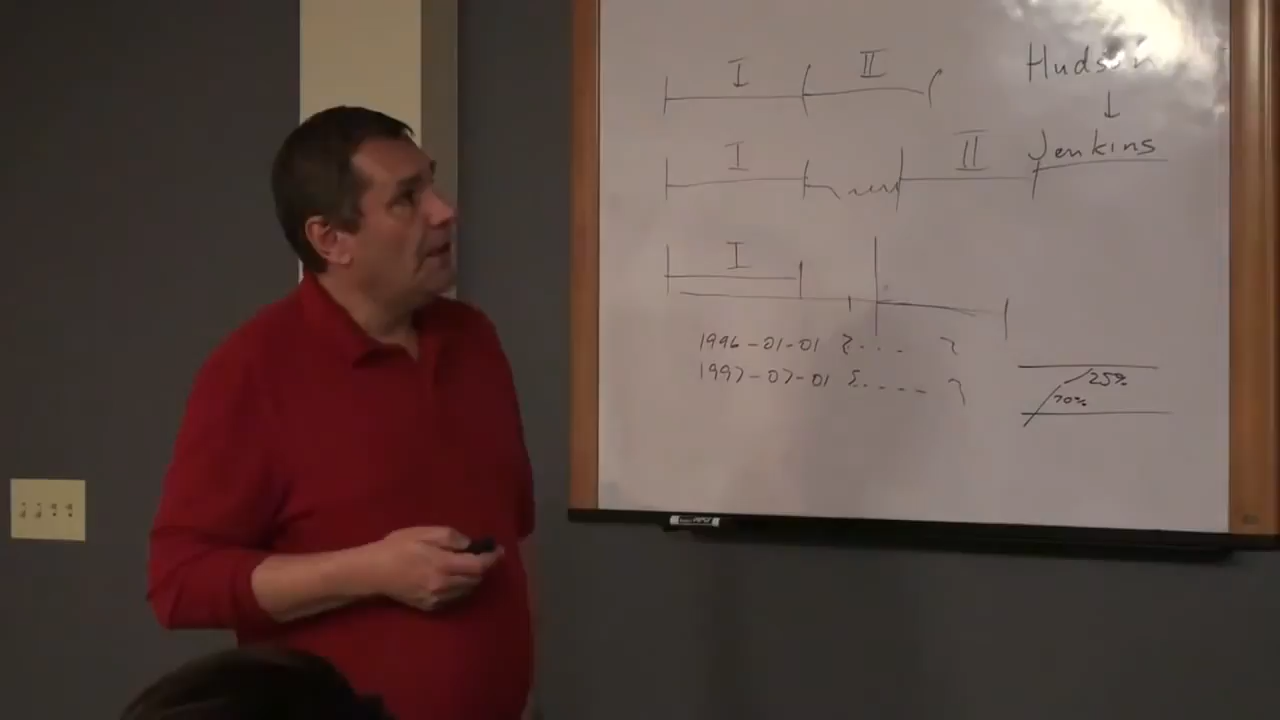 I II Hudson
↓
I II Jenkins
I
1996-01-01 {... }
1997-07-01 {..... }
25%
70%